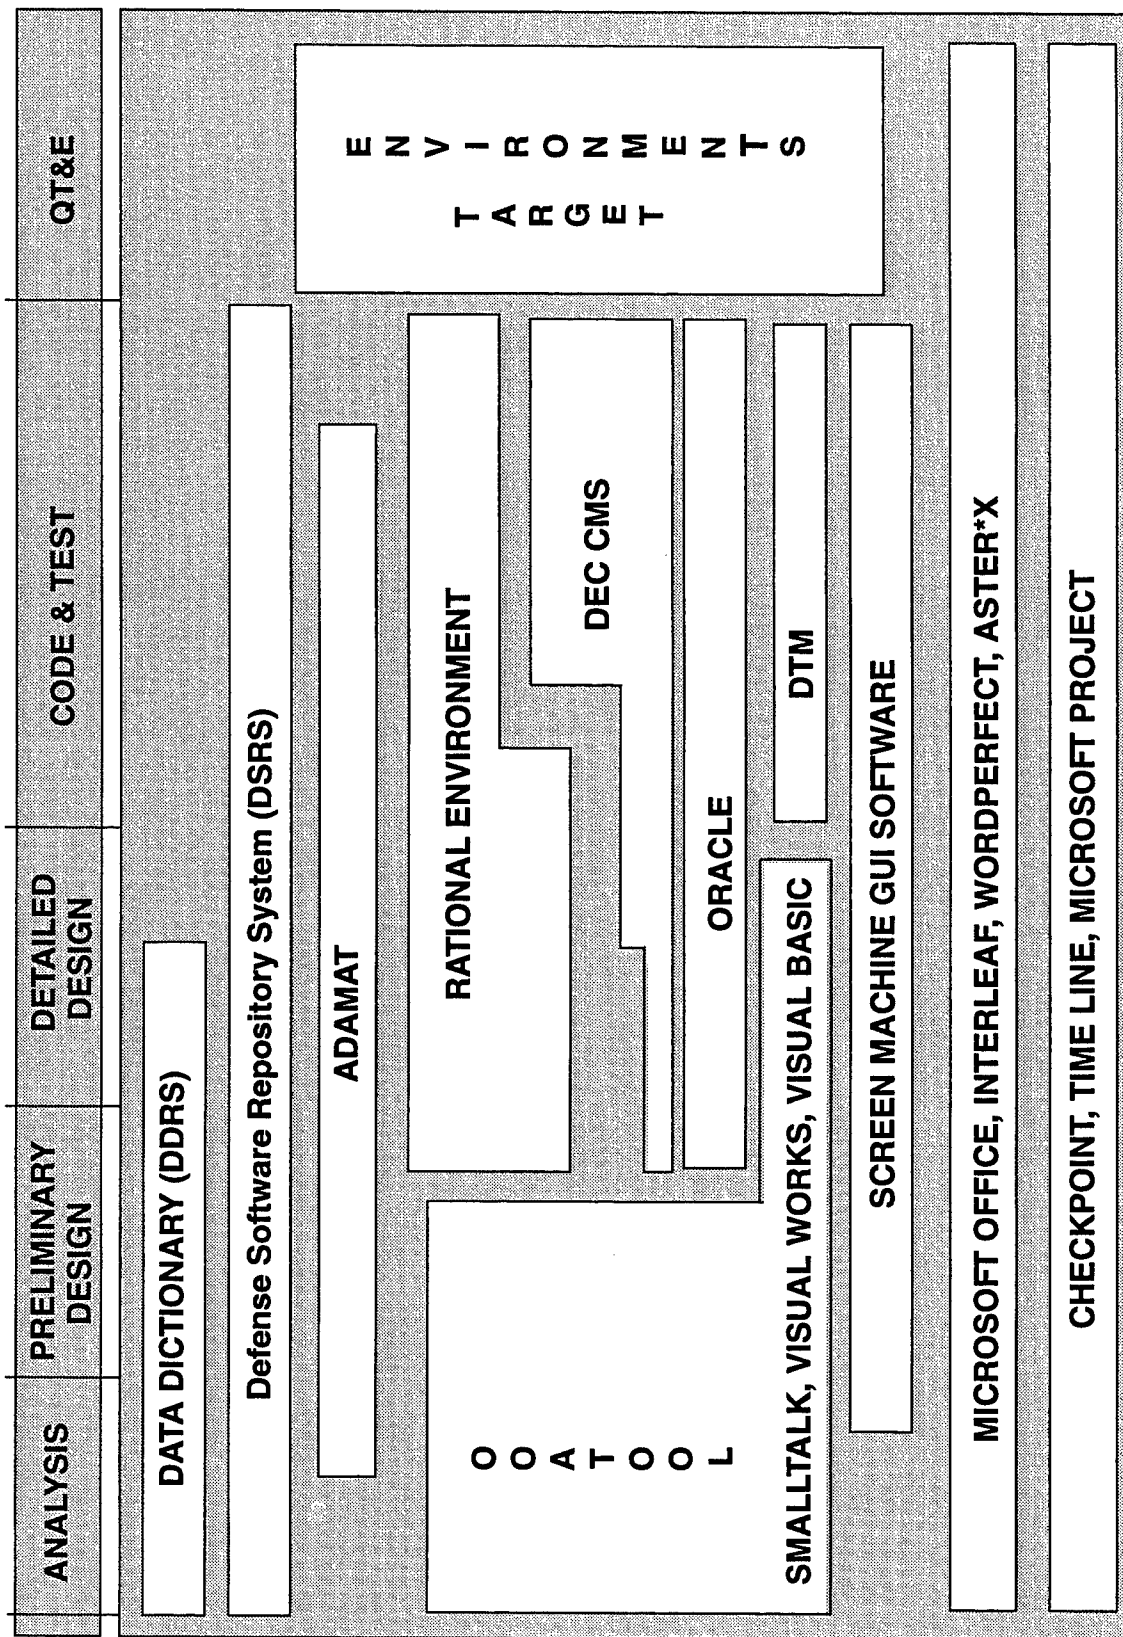 ANALYSIS
PRELIMINARY
DESIGN
DETAILED
DESIGN
CODE & TEST
QT&E
DATA DICTIONARY (DDRS)
Defense Software Repository System (DSRS)
ADAMAT
OOATOOL
RATIONAL ENVIRONMENT
DEC CMS
ORACLE
SMALLTALK, VISUAL WORKS, VISUAL BASIC
DTM
SCREEN MACHINE GUI SOFTWARE
TARGET
ENVIRONMENTS
MICROSOFT OFFICE, INTERLEAF, WORDPERFECT, ASTER*X
CHECKPOINT, TIME LINE, MICROSOFT PROJECT